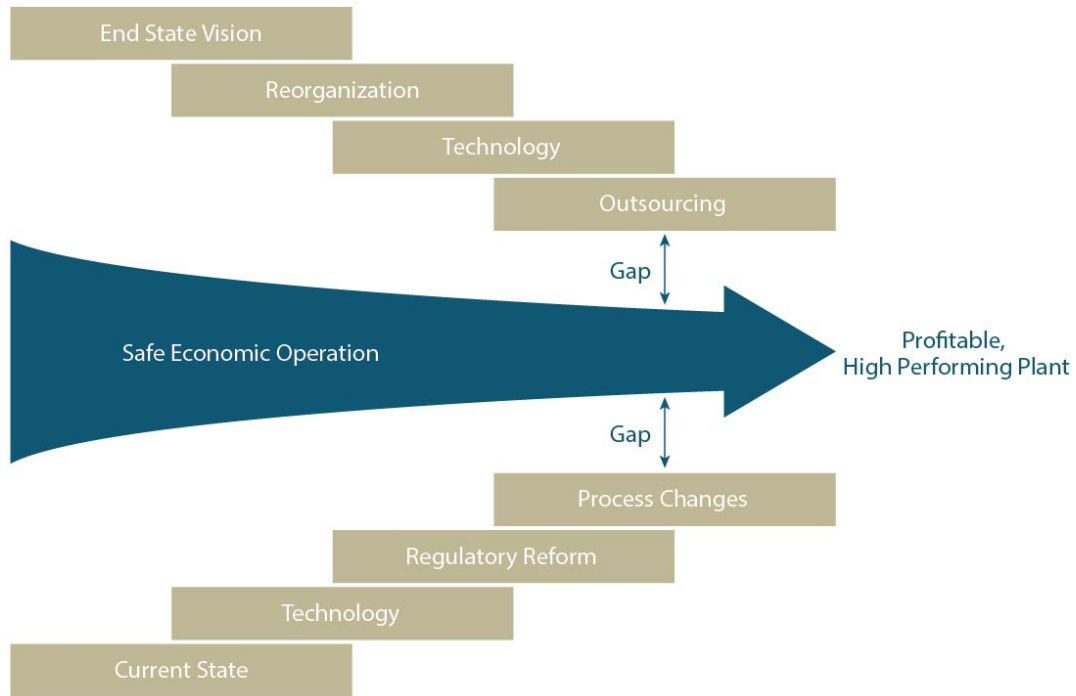 End State Vision
Reorganization
Technology
Outsourcing
Gap
Safe Economic Operation
Profitable,
High Performing Plant
Gap
Process Changes
Regulatory Reform
Technology
Current State